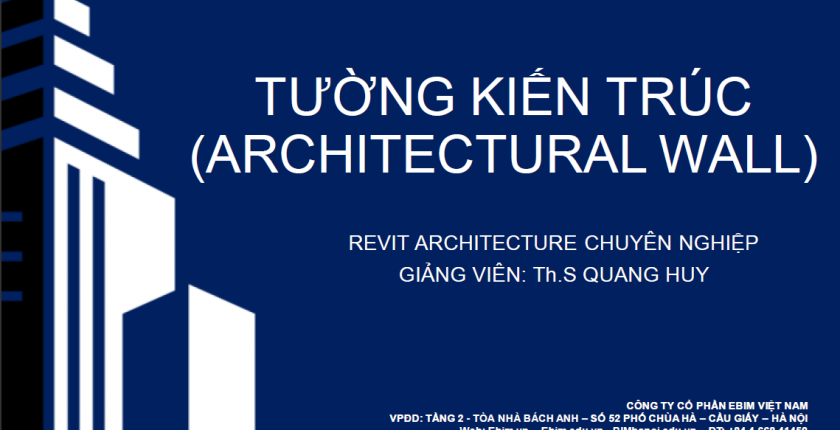 TƯỜNG KIẾN TRÚC
(ARCHITECTURAL WALL)
REVIT ARCHITECTURE CHUYÊN NGHIỆP
GIẢNG VIÊN: Th.S QUANG HUY
CÔNG TY CỔ PHẦN EBIM VIỆT NAM
VPĐD: TẦNG 2 - TÒA NHÀ BÁCH ANH – SỐ 52 PHỐ CHÙA HÀ – CẦU GIẤY – HÀ NỘI